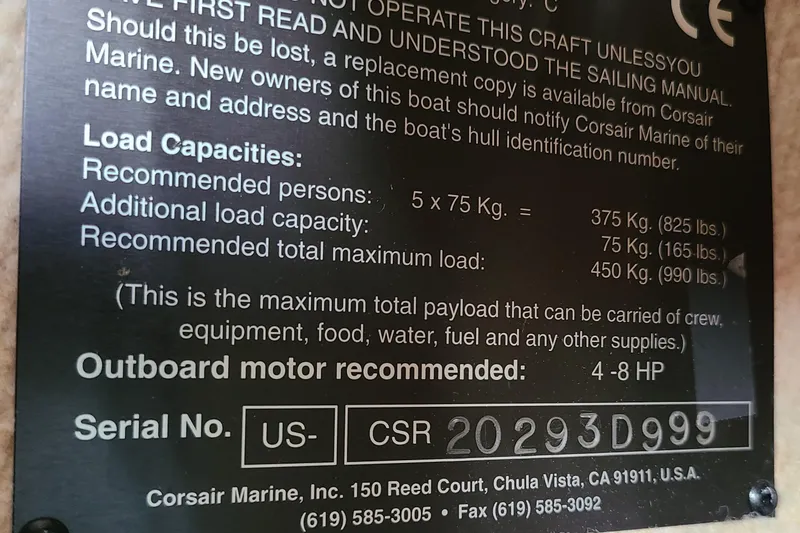 C
NOT OPERATE THIS CRAFT UNLESSYOU
FIRST READ AND UNDERSTOOD THE SAILING MANUAL.
Should this be lost, a replacement copy is available from Corsair
Marine. New owners of this boat should notify Corsair Marine of their
name and address and the boat's hull identification number.
CE
Load Capacities:
Recommended persons: 5 x 75 Kg. = 375 Kg. (825 lbs.)
Additional load capacity: 75 Kg. (165 lbs.)
Recommended total maximum load: 450 Kg. (990 lbs.)
(This is the maximum total payload that can be carried of crew,
equipment, food, water, fuel and any other supplies.)
Outboard motor recommended: 4 -8 HP
Serial No. US- CSR 20293D999
Corsair Marine, Inc. 150 Reed Court, Chula Vista, CA 91911, U.S.A.
(619) 585-3005 • Fax (619) 585-3092